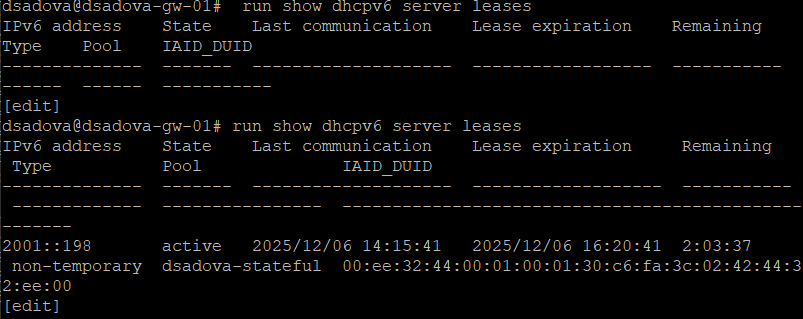 dsadova@dsadova-gw-01#  run show dhcpv6 server leases
IPv6 address    State    Last communication    Lease expiration    Remaining
Type    Pool    IAID_DUID
--------------  -------  --------------------  ------------------  -----------
------  ------  -----------
[edit]
dsadova@dsadova-gw-01# run show dhcpv6 server leases
IPv6 address    State    Last communication    Lease expiration     Remaining
 Type           Pool              IAID_DUID
--------------  -------  --------------------  -------------------  -----------
 -------------  ----------------  ----------------------------------------------
-------
2001::198       active   2025/12/06 14:15:41   2025/12/06 16:20:41  2:03:37
 non-temporary  dsadova-stateful  00:ee:32:44:00:01:00:01:30:c6:fa:3c:02:42:44:3
2:ee:00
[edit]